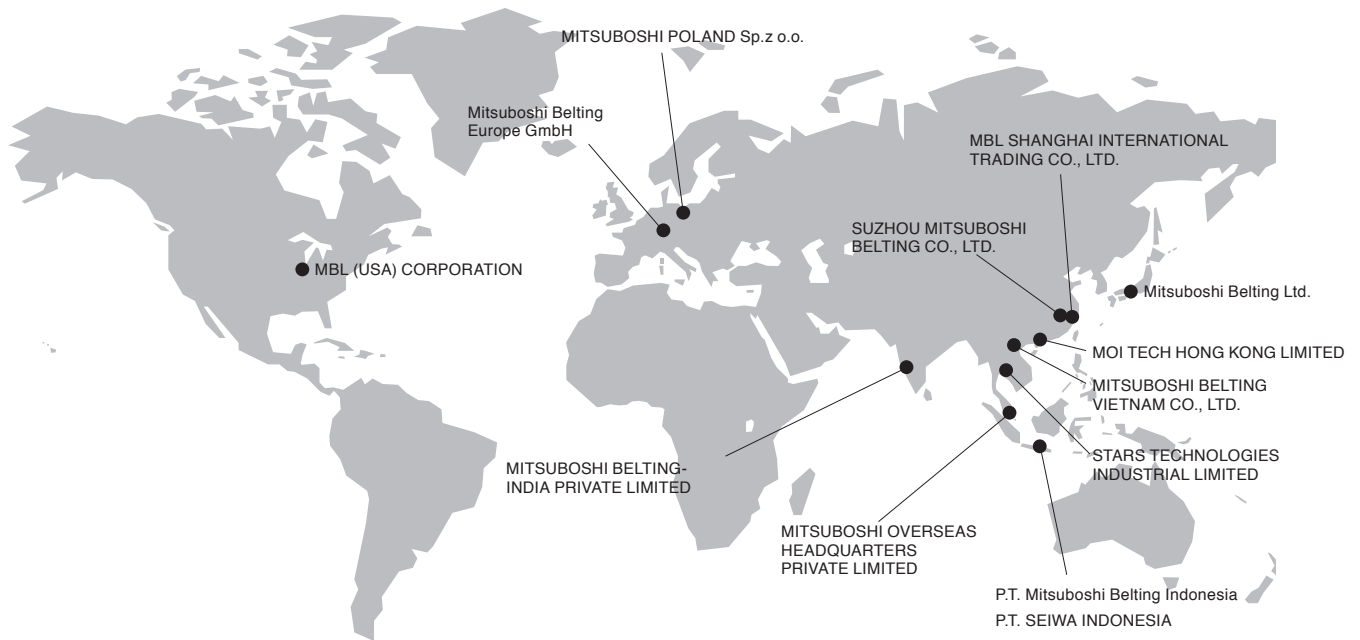 MITSUBOSHI POLAND Sp.z o.o.
Mitsuboshi Belting
Europe GmbH
MBL SHANGHAI INTERNATIONAL
TRADING CO., LTD.
SUZHOU MITSUBOSHI
BELTING CO., LTD.
MBL (USA) CORPORATION
Mitsuboshi Belting Ltd.
MOI TECH HONG KONG LIMITED
MITSUBOSHI BELTING
VIETNAM CO., LTD.
STARS TECHNOLOGIES
INDUSTRIAL LIMITED
MITSUBOSHI BELTING-
INDIA PRIVATE LIMITED
MITSUBOSHI OVERSEAS
HEADQUARTERS
PRIVATE LIMITED
P.T. Mitsuboshi Belting Indonesia
P.T. SEIWA INDONESIA